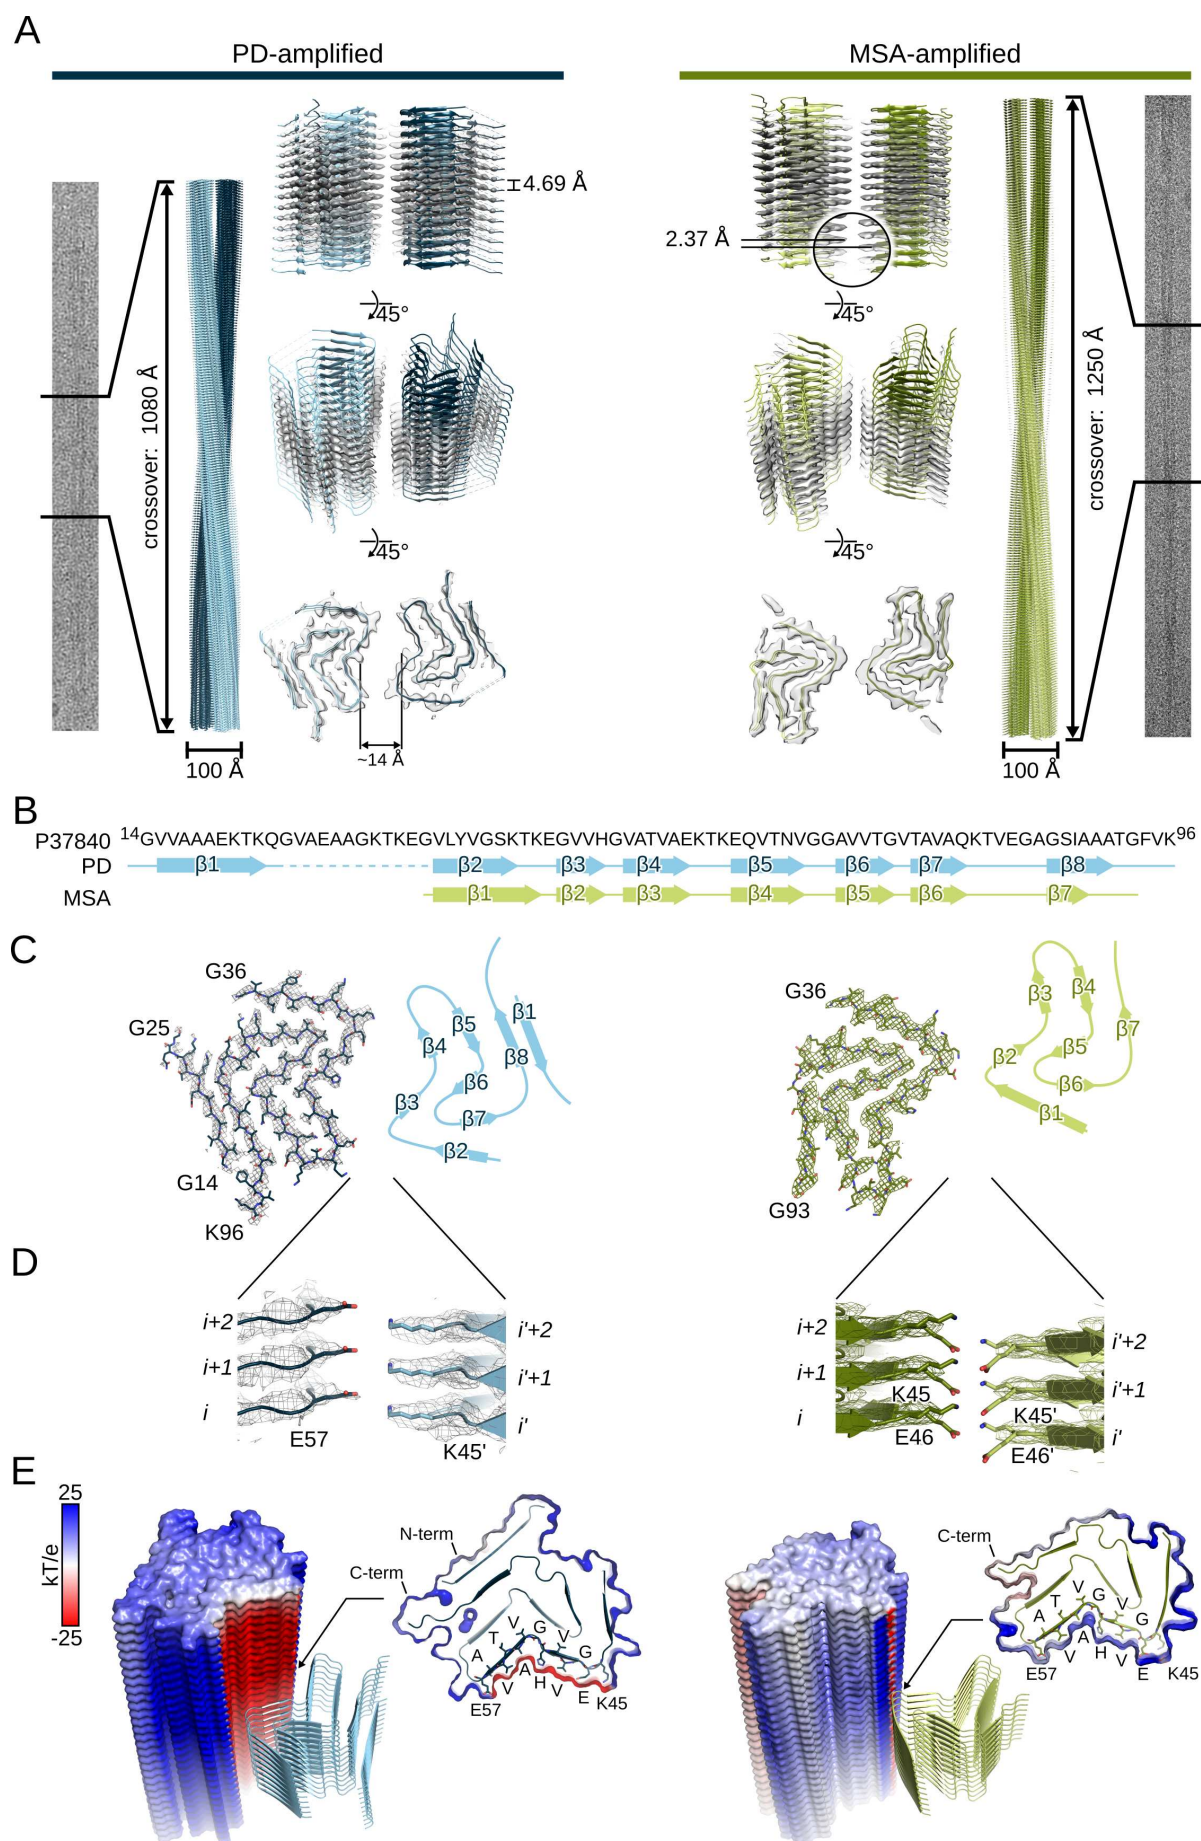 A
PD-amplified
MSA-amplified
4.69 Å
2.37 Å
45°
45°
crossover: 1080 Å
crossover: 1250 Å
45°
45°
~14 Å
100 Å
100 Å
B
P37840
14GVVAAAEKTKQGVAEAAGKTKEGVLYVGSKTKEGVVHGVATVAEKTKEQVTNVGGAVVTGVTAVAQKTVEGAGSIAAATGFVK96
PD β1 β2 β3 β4 β5 β6 β7 β8
MSA β1 β2 β3 β4 β5 β6 β7
C
G36
G25
G14
K96
β1
β5
β4
β8
β6
β3
β7
β2
G36
G93
β3
β4
β7
β2
β5
β6
β1
D
i+2
i+1
i
E57
K45'
i'+2
i'+1
i'
i+2
i+1
i
K45
E46
K45'
E46'
i'+2
i'+1
i'
E
25
kT/e
-25
N-term
C-term
A T V G V G
E57 V A H V E K45
C-term
A T V G V G
E57 V A H V E K45